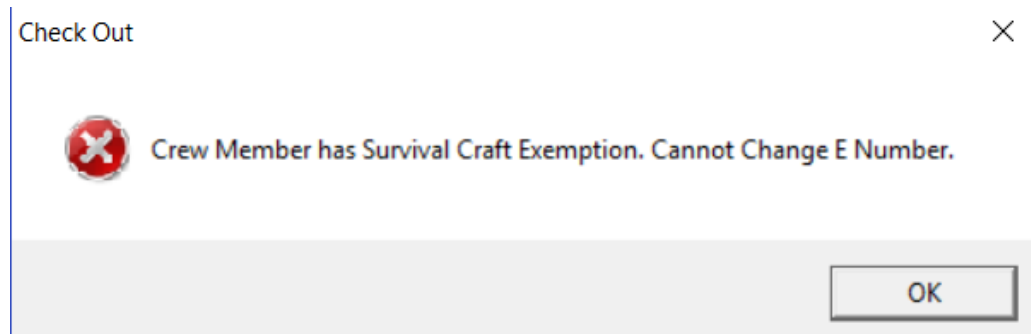 Check Out
Crew Member has Survival Craft Exemption. Cannot Change E Number.
OK